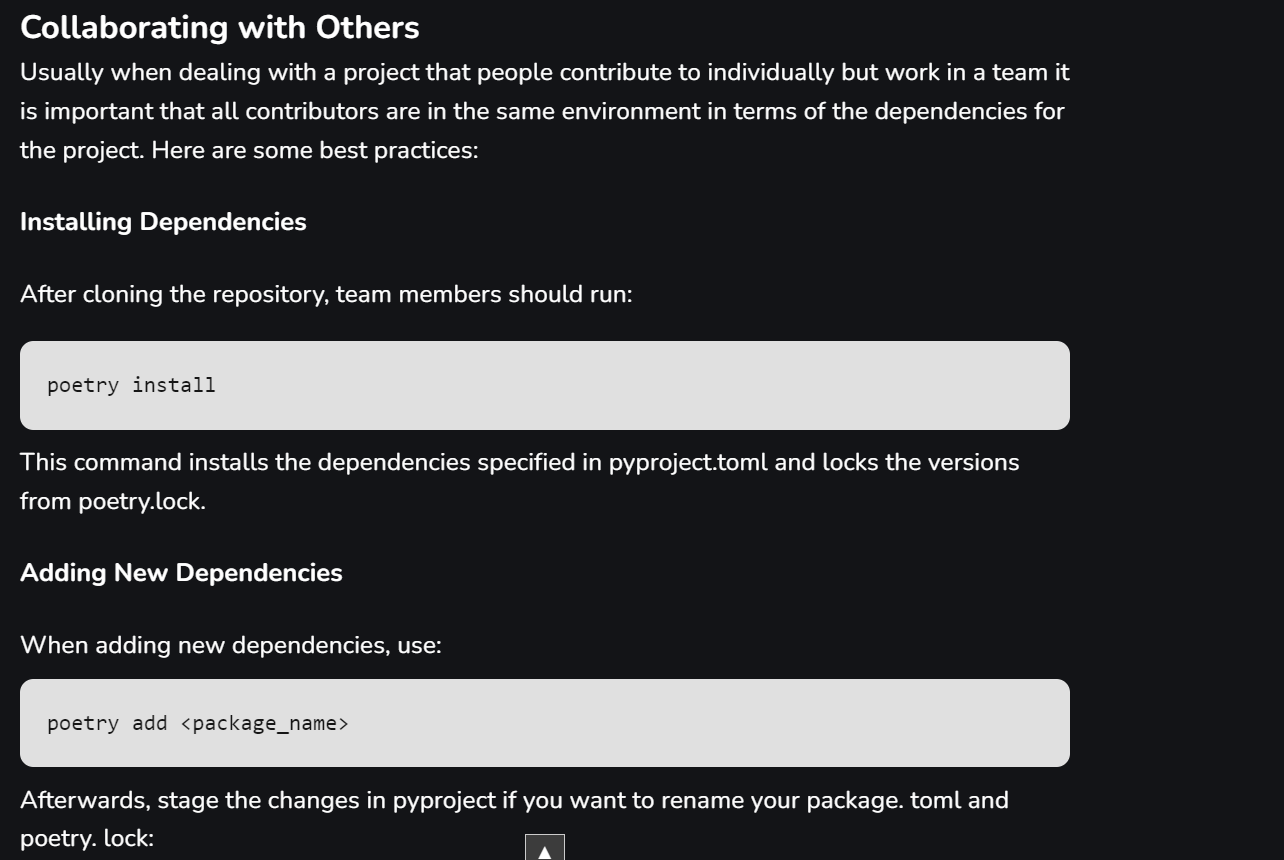 Collaborating with Others
Usually when dealing with a project that people contribute to individually but work in a team it
is important that all contributors are in the same environment in terms of the dependencies for
the project. Here are some best practices:
Installing Dependencies
After cloning the repository, team members should run:
poetry install
This command installs the dependencies specified in pyproject.toml and locks the versions
from poetry.lock.
Adding New Dependencies
When adding new dependencies, use:
poetry add <package_name>
Afterwards, stage the changes in pyproject if you want to rename your package. toml and
poetry. lock: